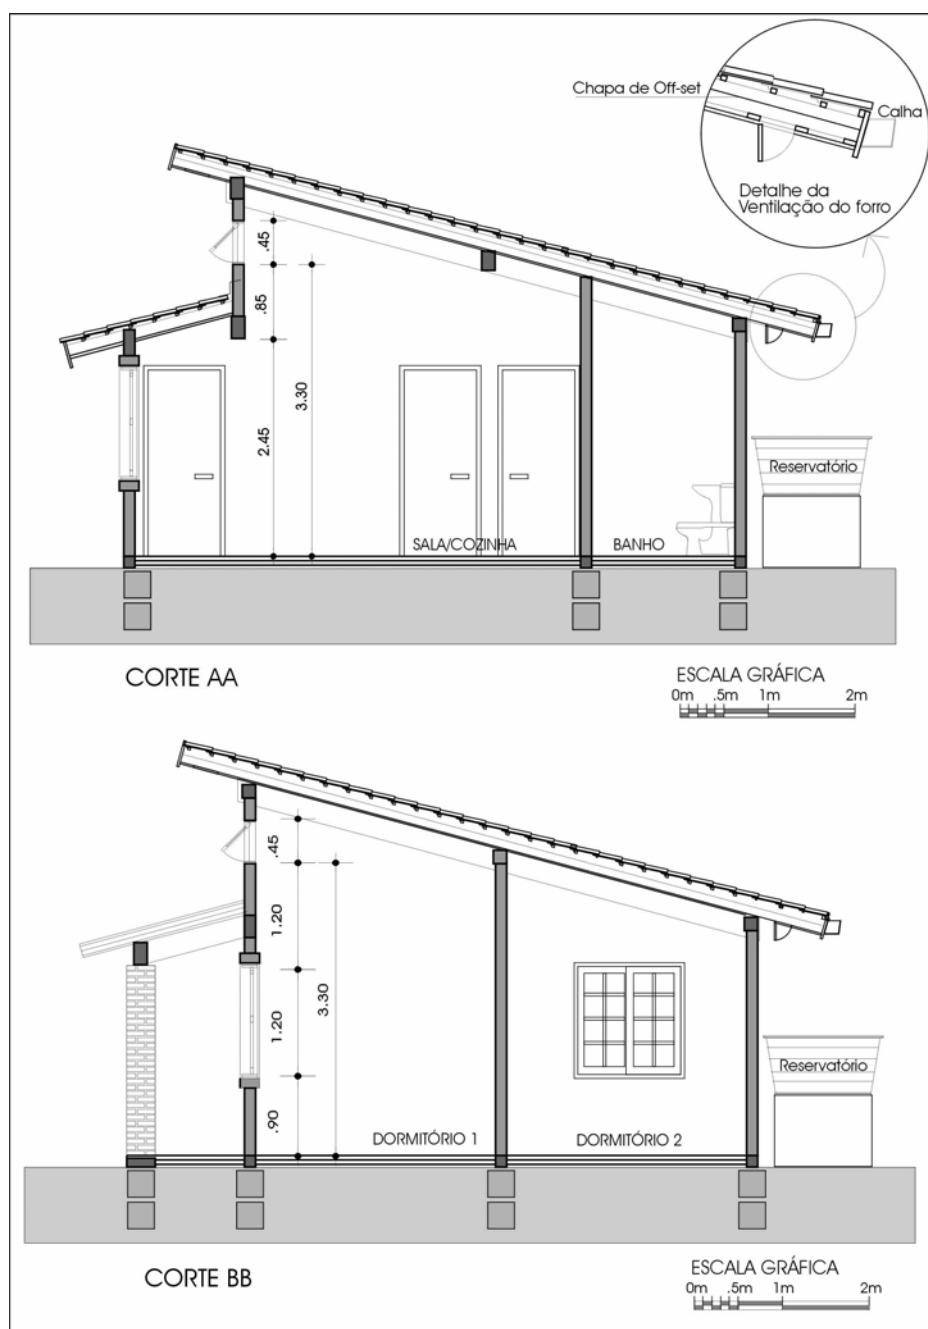 Chapa de Off-set
Calha
Detalhe da
Ventilação do forro
.45
.85
3.30
2.45
Reservatório
SALA/COZINHA
BANHO
CORTE AA
ESCALA GRÁFICA
0m .5m 1m 2m
.45
1.20
3.30
1.20
.90
Reservatório
DORMITÓRIO 1
DORMITÓRIO 2
CORTE BB
ESCALA GRÁFICA
0m .5m 1m 2m